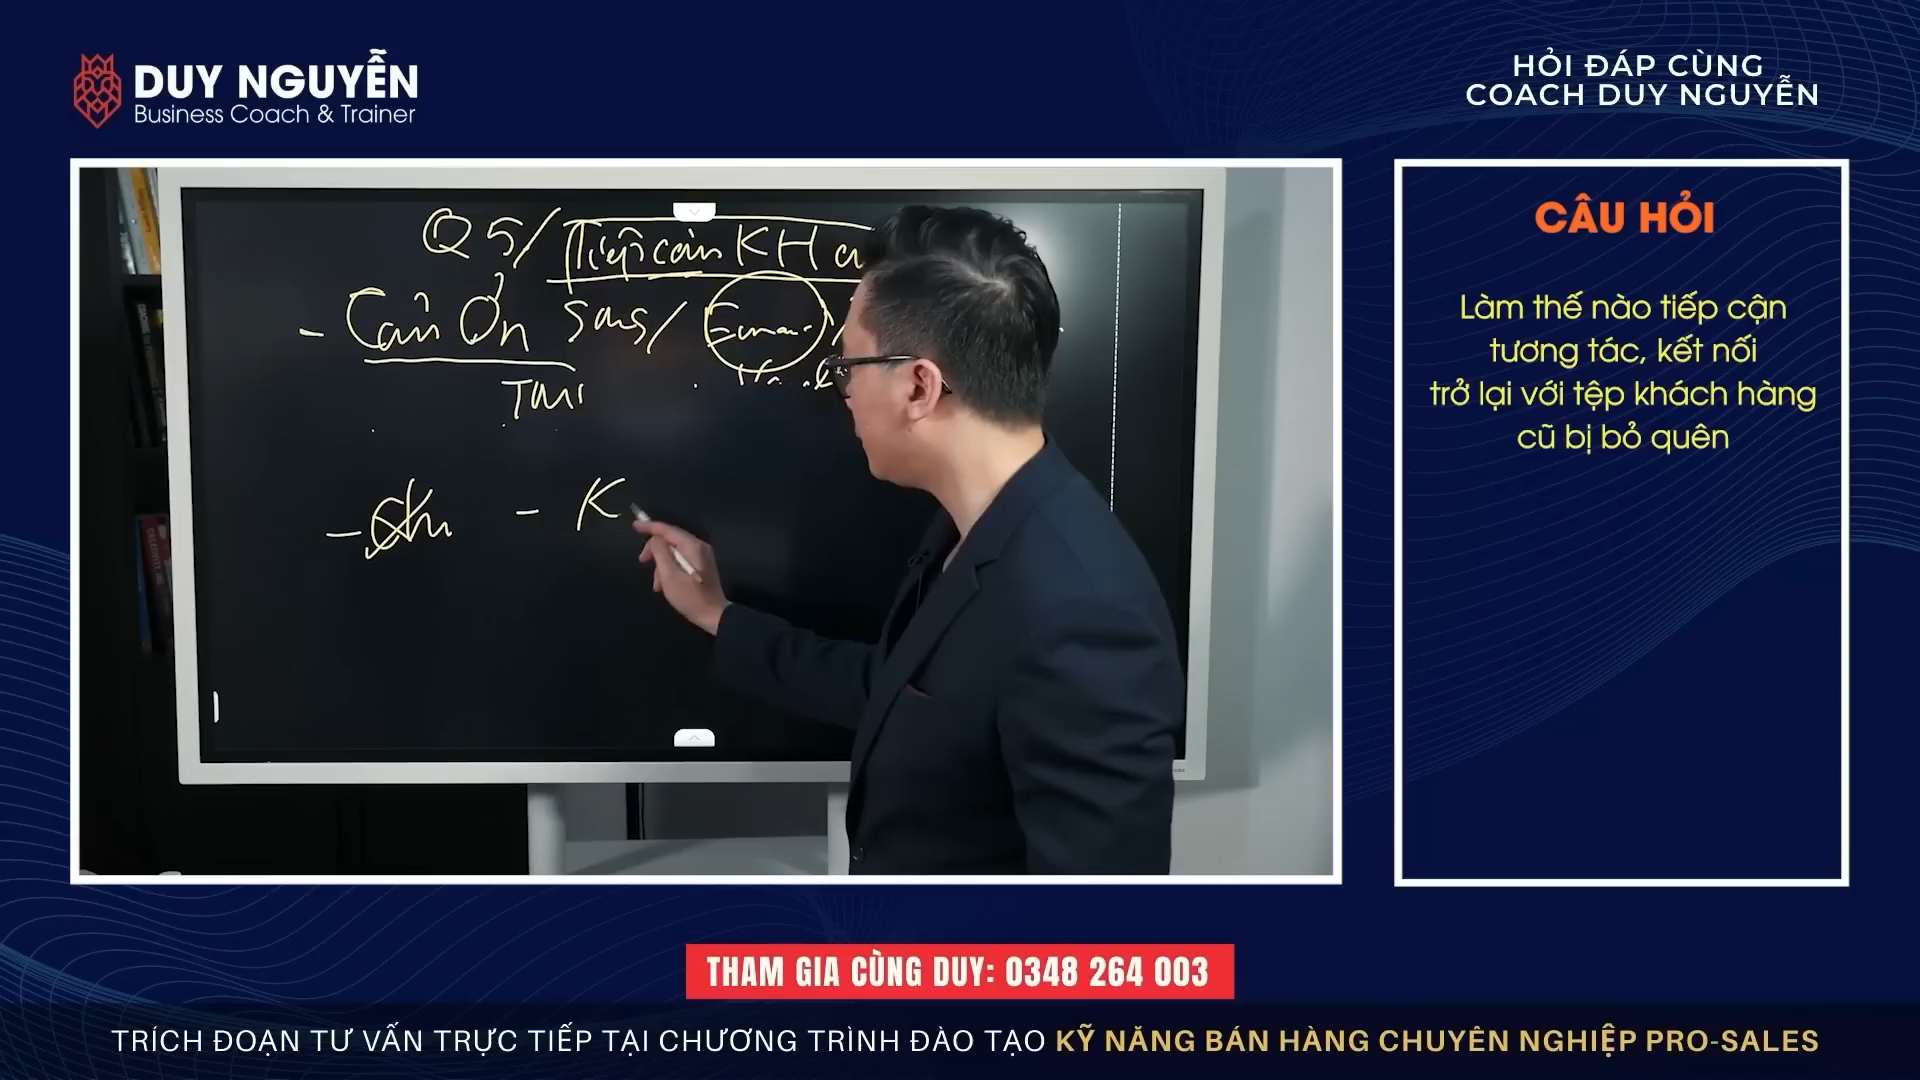 DUY NGUYỄN
Business Coach & Trainer
HỎI ĐÁP CÙNG
COACH DUY NGUYỄN
Q5/ Tiếp cận KH
- Cảm Ơn
- K
CÂU HỎI
Làm thế nào tiếp cận
tương tác, kết nối
trở lại với tệp khách hàng
cũ bị bỏ quên
THAM GIA CÙNG DUY: 0348 264 003
TRÍCH ĐOẠN TƯ VẤN TRỰC TIẾP TẠI CHƯƠNG TRÌNH ĐÀO TẠO KỸ NĂNG BÁN HÀNG CHUYÊN NGHIỆP PRO-SALES